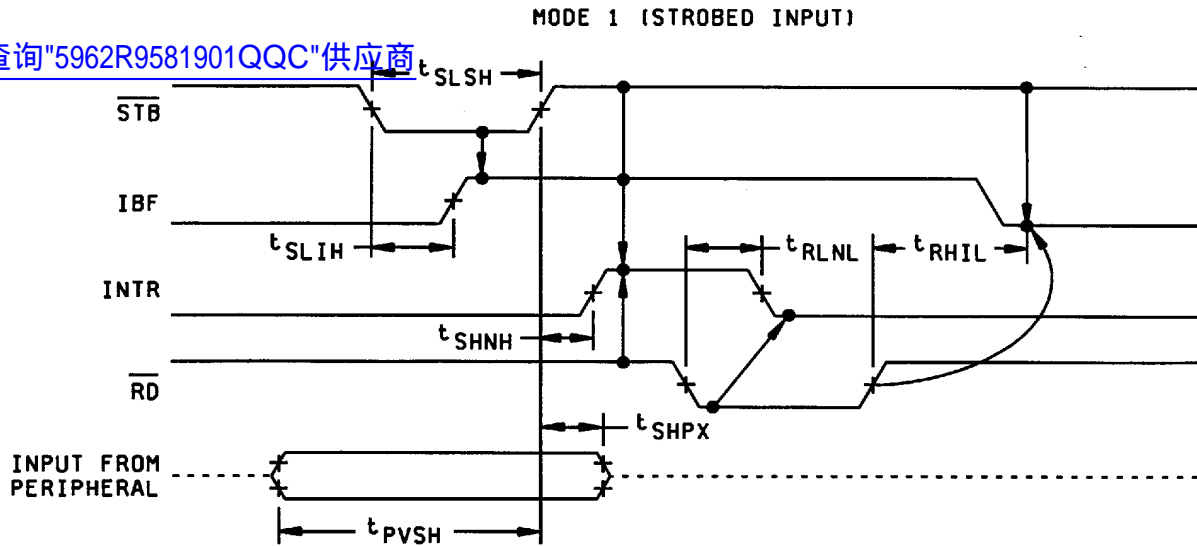 MODE 1 (STROBED INPUT)
查询"5962R9581901QQC"供应商
tSLSH
STB
IBF
tSLIH
tRLNL
tRHIL
INTR
tSHNH
RD
tSHPX
INPUT FROM
PERIPHERAL
tPVSH